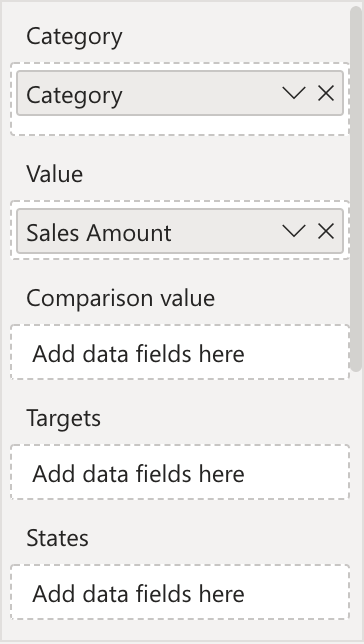 Category
Category
Value
Sales Amount
Comparison value
Add data fields here
Targets
Add data fields here
States
Add data fields here